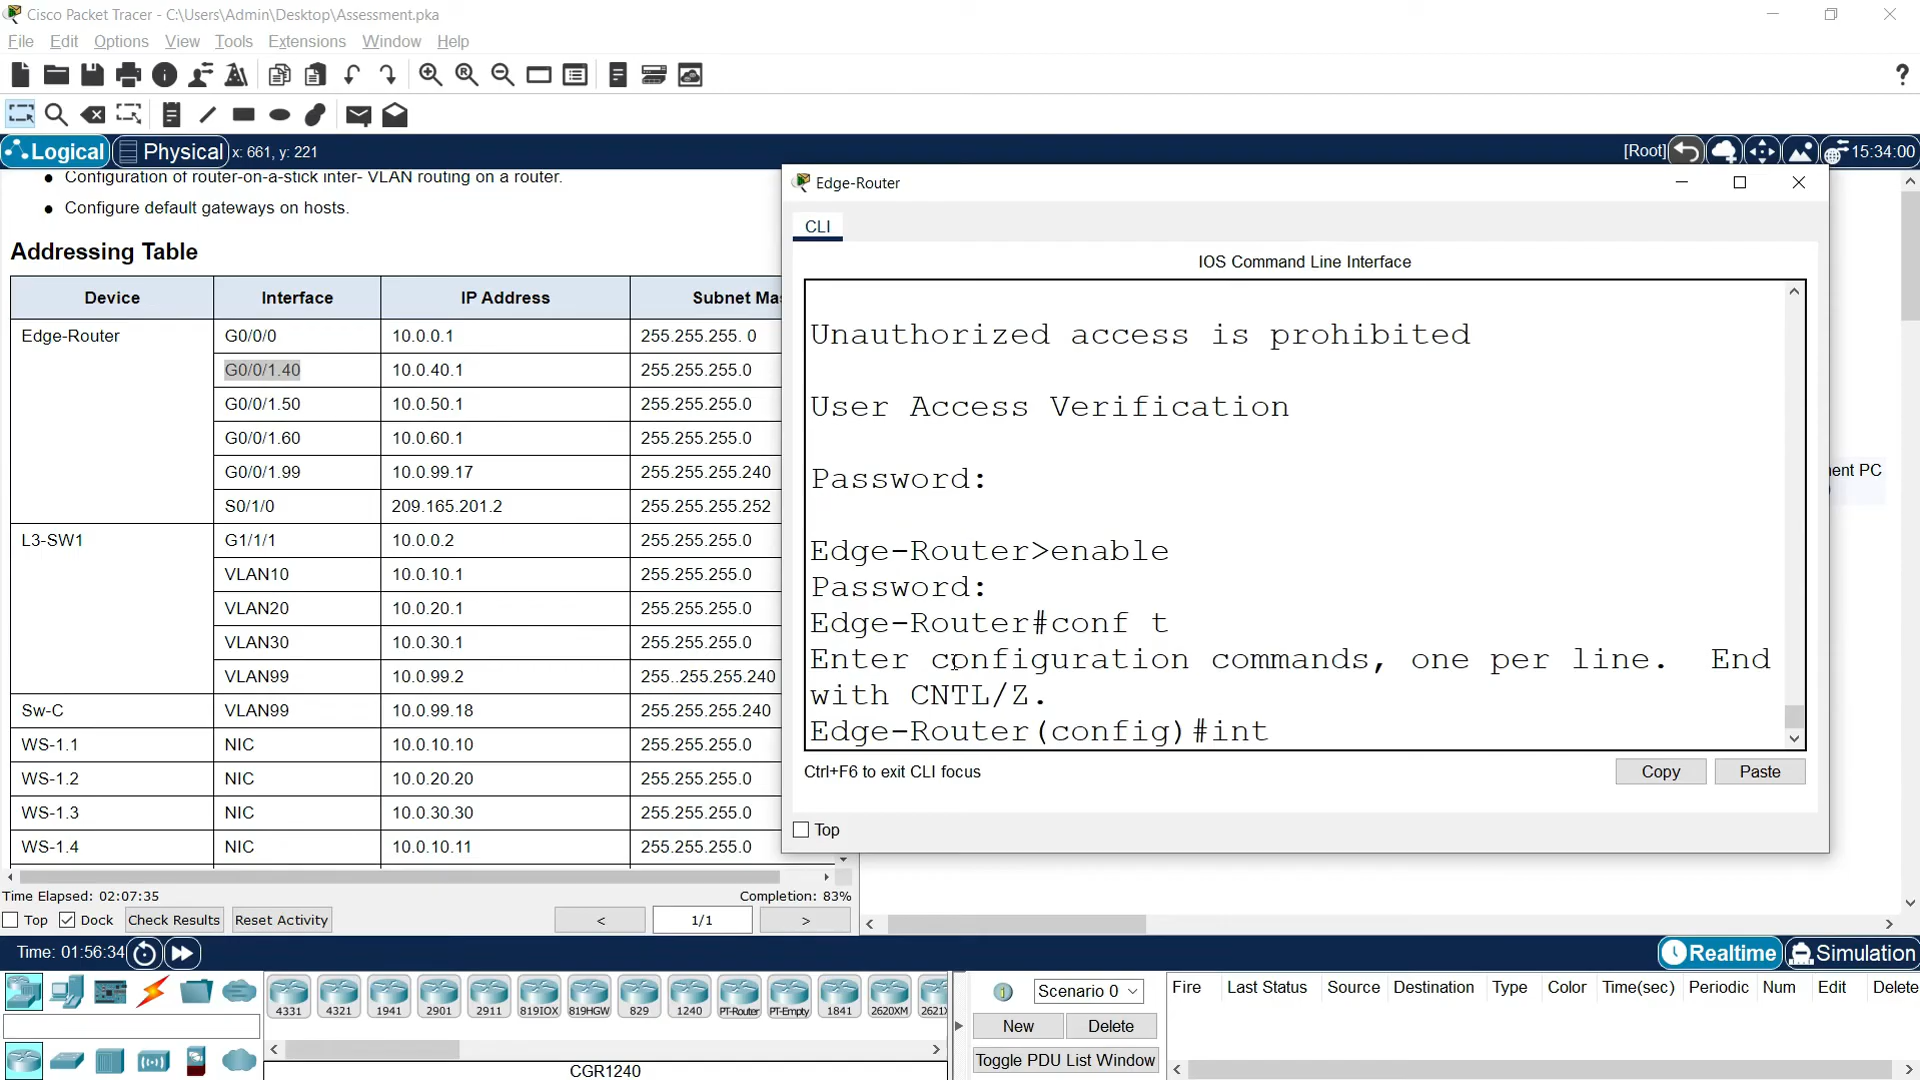 Cisco Packet Tracer - C:\Users\Admin\Desktop\Assessment.pka
File Edit Options View Tools Extensions Window Help
?
Logical Physical x: 661, y: 221
[Root] 15:34:00
Configuration of router-on-a-stick inter- VLAN routing on a router.
Configure default gateways on hosts.
Addressing Table
Device Interface IP Address Subnet Ma
Edge-Router G0/0/0 10.0.0.1 255.255.255. 0
G0/0/1.40 10.0.40.1 255.255.255.0
G0/0/1.50 10.0.50.1 255.255.255.0
G0/0/1.60 10.0.60.1 255.255.255.0
G0/0/1.99 10.0.99.17 255.255.255.240
S0/1/0 209.165.201.2 255.255.255.252
L3-SW1 G1/1/1 10.0.0.2 255.255.255.0
VLAN10 10.0.10.1 255.255.255.0
VLAN20 10.0.20.1 255.255.255.0
VLAN30 10.0.30.1 255.255.255.0
VLAN99 10.0.99.2 255..255.255.240
Sw-C VLAN99 10.0.99.18 255.255.255.240
WS-1.1 NIC 10.0.10.10 255.255.255.0
WS-1.2 NIC 10.0.20.20 255.255.255.0
WS-1.3 NIC 10.0.30.30 255.255.255.0
WS-1.4 NIC 10.0.10.11 255.255.255.0
Time Elapsed: 02:07:35 Completion: 83%
Top Dock Check Results Reset Activity < 1/1 >
Edge-Router
CLI
IOS Command Line Interface
Unauthorized access is prohibited
User Access Verification
Password:
Edge-Router>enable
Password:
Edge-Router#conf t
Enter configuration commands, one per line. End
with CNTL/Z.
Edge-Router(config)#int
Ctrl+F6 to exit CLI focus Copy Paste
Top
ent PC
Time: 01:56:34 Realtime Simulation
4331 4321 1941 2901 2911 819IOX 819HGW 829 1240 PT-Router PT-Empty 1841 2620XM 2621X
CGR1240
Scenario 0
New Delete
Toggle PDU List Window
Fire Last Status Source Destination Type Color Time(sec) Periodic Num Edit Delete